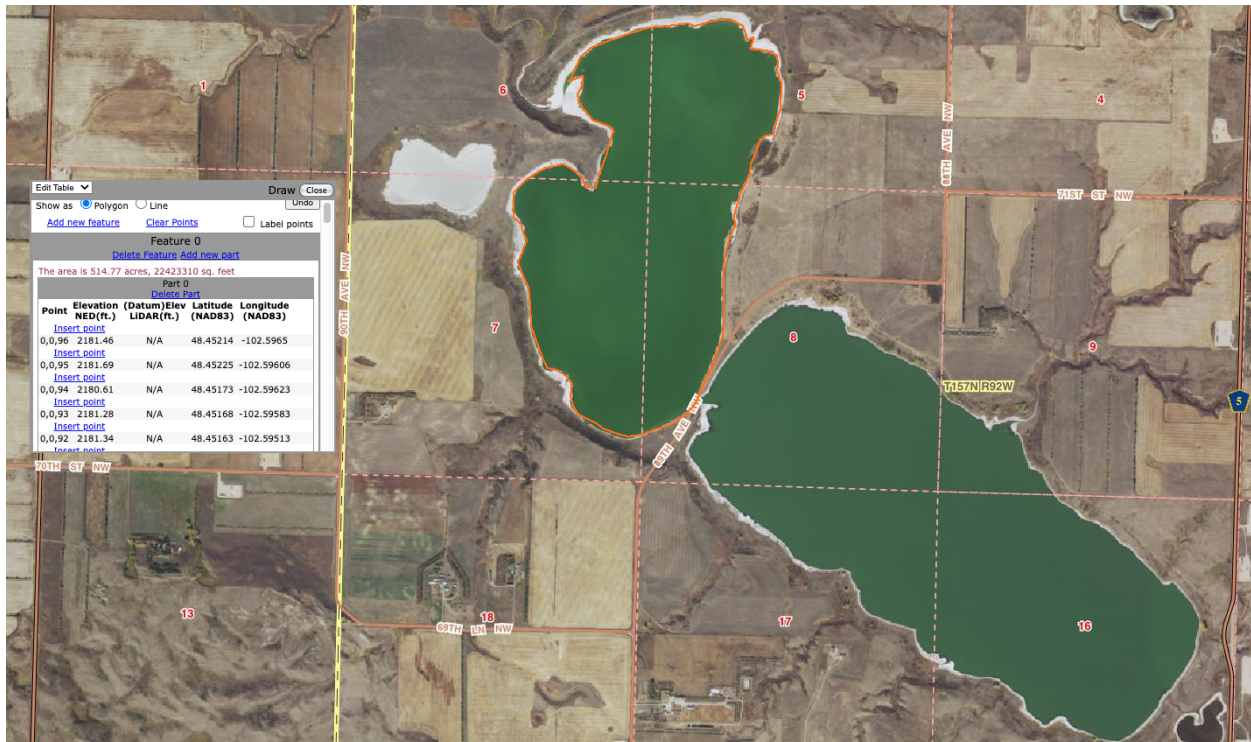 Edit Table
Draw Close
Show as Polygon Line Undo
Add new feature Clear Points Label points
Feature 0
Delete Feature Add new part
The area is 514.77 acres, 22423310 sq. feet
Part 0
Delete Part
Point Elevation NED(ft.) (Datum)Elev LiDAR(ft.) Latitude (NAD83) Longitude (NAD83)
Insert point
0,0,96 2181.46 N/A 48.45214 -102.5965
Insert point
0,0,95 2181.69 N/A 48.45225 -102.59606
Insert point
0,0,94 2180.61 N/A 48.45173 -102.59623
Insert point
0,0,93 2181.28 N/A 48.45168 -102.59583
Insert point
0,0,92 2181.34 N/A 48.45163 -102.59513
Insert point
1
6
5
4
88TH AVE NW
71ST ST NW
90TH AVE NW
7
8
9
T157N R92W
5
89TH AVE NW
70TH ST NW
13
18
17
16
69TH LN NW